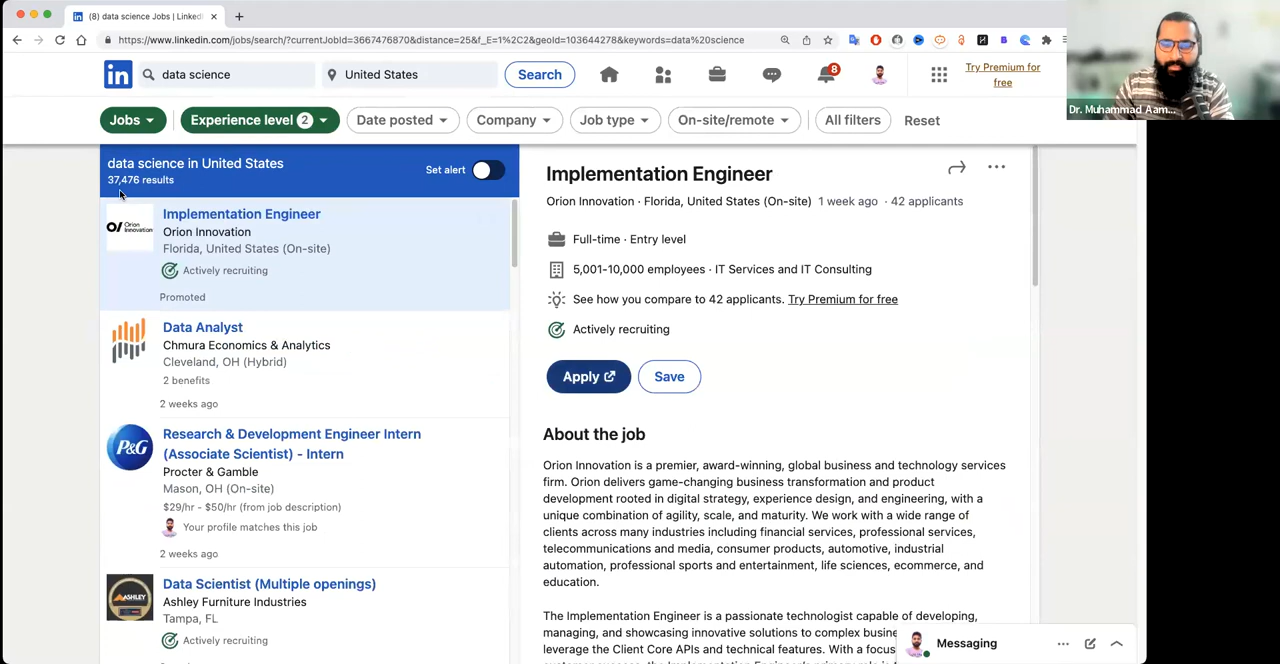 (8) data science Jobs | LinkedI
https://www.linkedin.com/jobs/search/?currentJobId=3667476870&distance=25&f_E=1%2C2&geoId=103644278&keywords=data%20science
in
data science
United States
Search
8
Try Premium for
free
Dr. Muhammad Aam...
Jobs
Experience level 2
Date posted
Company
Job type
On-site/remote
All filters
Reset
data science in United States
37,476 results
Set alert
Orion
Innovation
Implementation Engineer
Orion Innovation
Florida, United States (On-site)
Actively recruiting
Promoted
Data Analyst
Chmura Economics & Analytics
Cleveland, OH (Hybrid)
2 benefits
2 weeks ago
P&G
Research & Development Engineer Intern
(Associate Scientist) - Intern
Procter & Gamble
Mason, OH (On-site)
$29/hr - $50/hr (from job description)
Your profile matches this job
2 weeks ago
ASHLEY
Data Scientist (Multiple openings)
Ashley Furniture Industries
Tampa, FL
Actively recruiting
Implementation Engineer
Orion Innovation · Florida, United States (On-site) 1 week ago · 42 applicants
Full-time · Entry level
5,001-10,000 employees · IT Services and IT Consulting
See how you compare to 42 applicants. Try Premium for free
Actively recruiting
Apply
Save
About the job
Orion Innovation is a premier, award-winning, global business and technology services
firm. Orion delivers game-changing business transformation and product
development rooted in digital strategy, experience design, and engineering, with a
unique combination of agility, scale, and maturity. We work with a wide range of
clients across many industries including financial services, professional services,
telecommunications and media, consumer products, automotive, industrial
automation, professional sports and entertainment, life sciences, ecommerce, and
education.
The Implementation Engineer is a passionate technologist capable of developing,
managing, and showcasing innovative solutions to complex busine
leverage the Client Core APIs and technical features. With a focus
Messaging